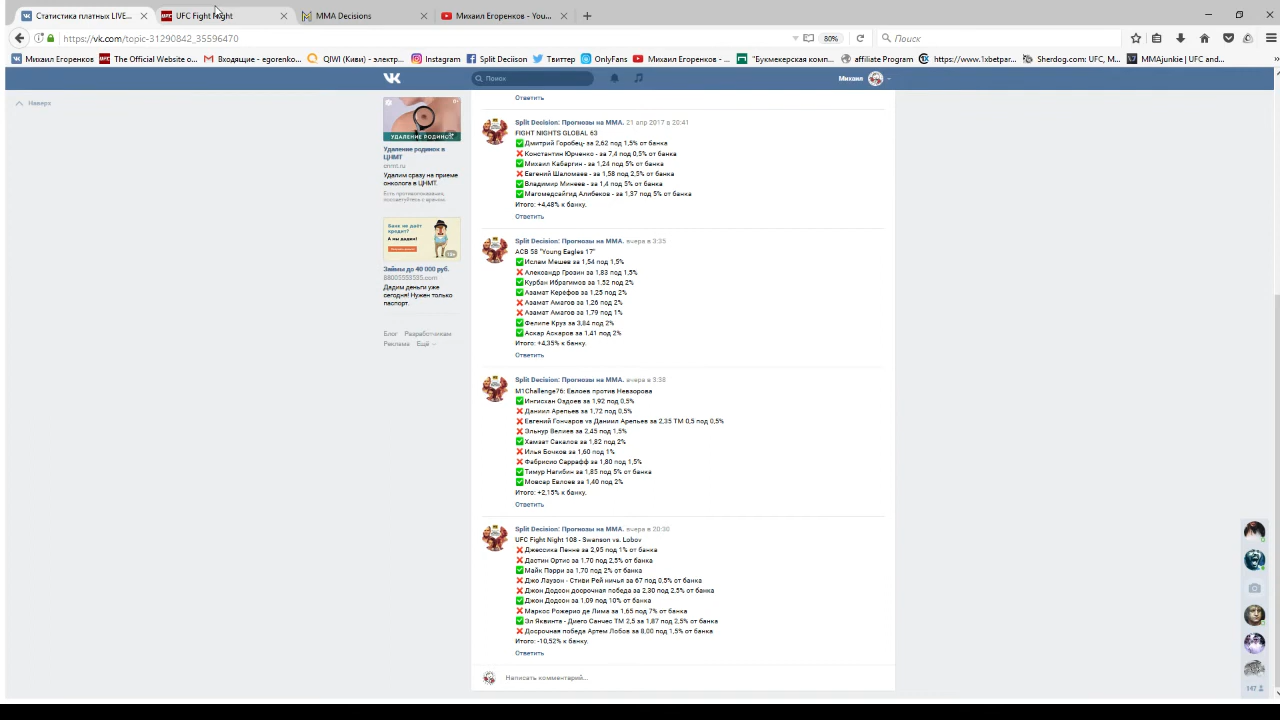 Статистика платных LIVE...
UFC Fight Night
MMA Decisions
Михаил Егоренков - You...
https://vk.com/topic-31290842_35596470
80%
Поиск
Михаил Егоренков
The Official Website o...
Входящие - egorenko...
QIWI (Киви) - электр...
Instagram
Split Decision
Твиттер
OnlyFans
Михаил Егоренков - ...
"Букмекерская комп...
affiliate Program
https://www.1xbetpar...
Sherdog.com: UFC, M...
MMAjunkie | UFC and...
Поиск
Михаил
Наверх
Ответить
УДАЛЕНИЕ РОДИНОК
Удаление родинок в
ЦНМТ
onmt.ru
Удалим сразу на приеме
онколога в ЦНМТ.
Есть противопоказания,
посоветуйтесь с врачом.
Банк не даёт
кредит?
А мы дадим!
18+
Займы до 40 000 руб.
88005553535.com
Дадим деньги уже
сегодня! Нужен только
паспорт.
Блог Разработчикам
Реклама Ещё
Split Decision: Прогнозы на MMA. 21 апр 2017 в 20:41
FIGHT NIGHTS GLOBAL 63
Дмитрий Горобец- за 2,62 под 1,5% от банка
Константин Юрченко - за 7,4 под 0,5% от банка
Михаил Кабаргин - за 1,24 под 5% от банка
Евгений Шаломаев - за 1,58 под 2,5% от банка
Владимир Минеев - за 1,4 под 5% от банка
Магомедсайгид Алибеков - за 1,37 под 5% от банка
Итого: +4,48% к банку.
Ответить
Split Decision: Прогнозы на MMA. вчера в 3:35
ACB 58 "Young Eagles 17"
Ислам Мешев за 1,54 под 1,5%
Александр Грозин за 1,83 под 1,5%
Курбан Ибрагимов за 1.52 под 2%
Азамат Керефов за 1.25 под 2%
Азамат Амагов за 1.26 под 2%
Азамат Амагов за 1.79 под 1%
Фелипе Круз за 3,84 под 2%
Аскар Аскаров за 1,41 под 2%
Итого: +4,35% к банку.
Ответить
Split Decision: Прогнозы на MMA. вчера в 3:38
M1Challenge76: Евлоев против Невзорова
Ингисхан Оздоев за 1,92 под 0,5%
Даниил Арепьев за 1,72 под 0,5%
Евгений Гончаров vs Даниил Арепьев за 2,35 ТМ 0,5 под 0,5%
Эльнур Велиев за 2,45 под 1,5%
Хамзат Сакалов за 1,82 под 2%
Илья Бочков за 1,60 под 1%
Фабрисио Саррафф за 1,80 под 1,5%
Тимур Нагибин за 1,85 под 5% от банка
Мовсар Евлоев за 1,40 под 2%
Итого: +2,15% к банку.
Ответить
Split Decision: Прогнозы на MMA. вчера в 20:30
UFC Fight Night 108 - Swanson vs. Lobov
Джессика Пенне за 2,95 под 1% от банка
Дастин Ортис за 1.70 под 2,5% от банка
Майк Пэрри за 1.70 под 2% от банка
Джо Лаузон - Стиви Рей ничья за 67 под 0.5% от банка
Джон Додсон досрочная победа за 2,30 под 2,5% от банка
Джон Додсон за 1,09 под 10% от банка
Маркос Рожерио де Лима за 1,65 под 7% от банка
Эл Яквинта - Диего Санчес ТМ 2,5 за 1,87 под 2,5% от банка
Досрочная победа Артем Лобов за 8,00 под 1,5% от банка
Итого: -10,52% к банку.
Ответить
Написать комментарий...
147